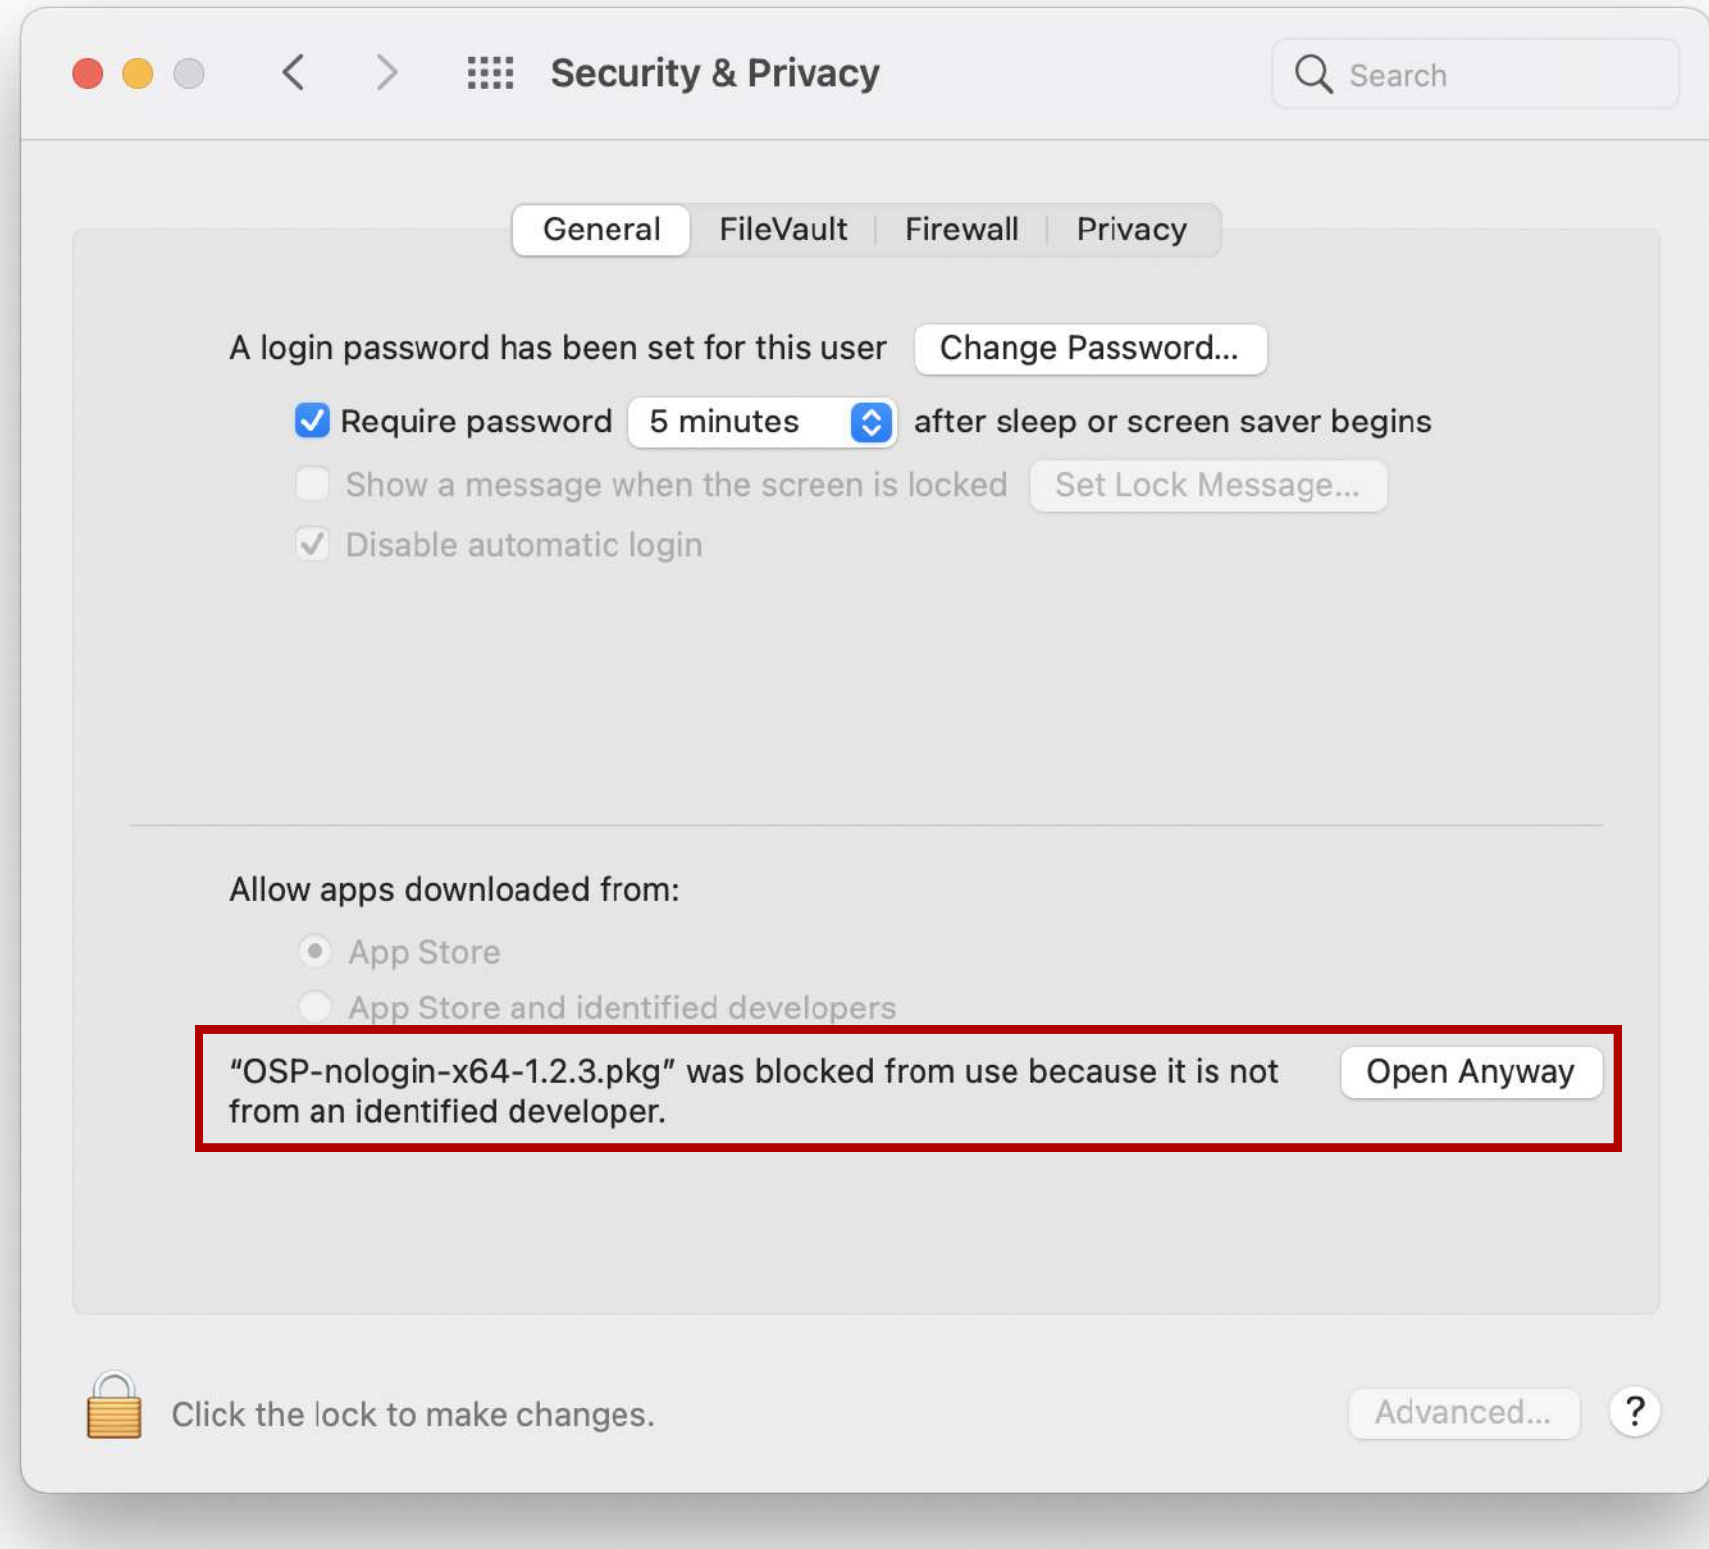 Security & Privacy
Search
General
FileVault
Firewall
Privacy
A login password has been set for this user
Change Password...
Require password
5 minutes
after sleep or screen saver begins
Show a message when the screen is locked
Set Lock Message...
Disable automatic login
Allow apps downloaded from:
App Store
App Store and identified developers
“OSP-nologin-x64-1.2.3.pkg” was blocked from use because it is not
from an identified developer.
Open Anyway
Click the lock to make changes.
Advanced...
?